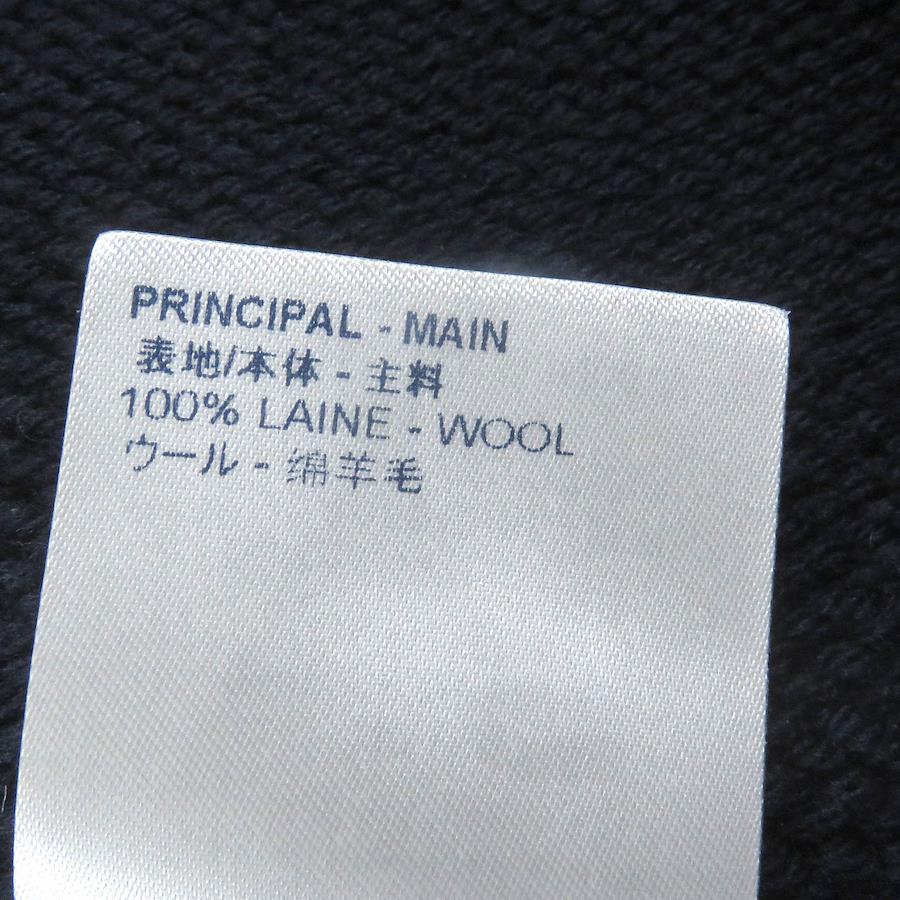 PRINCIPAL - MAIN
表地/本体 - 主料
100% LAINE - WOOL
ウール - 绵羊毛